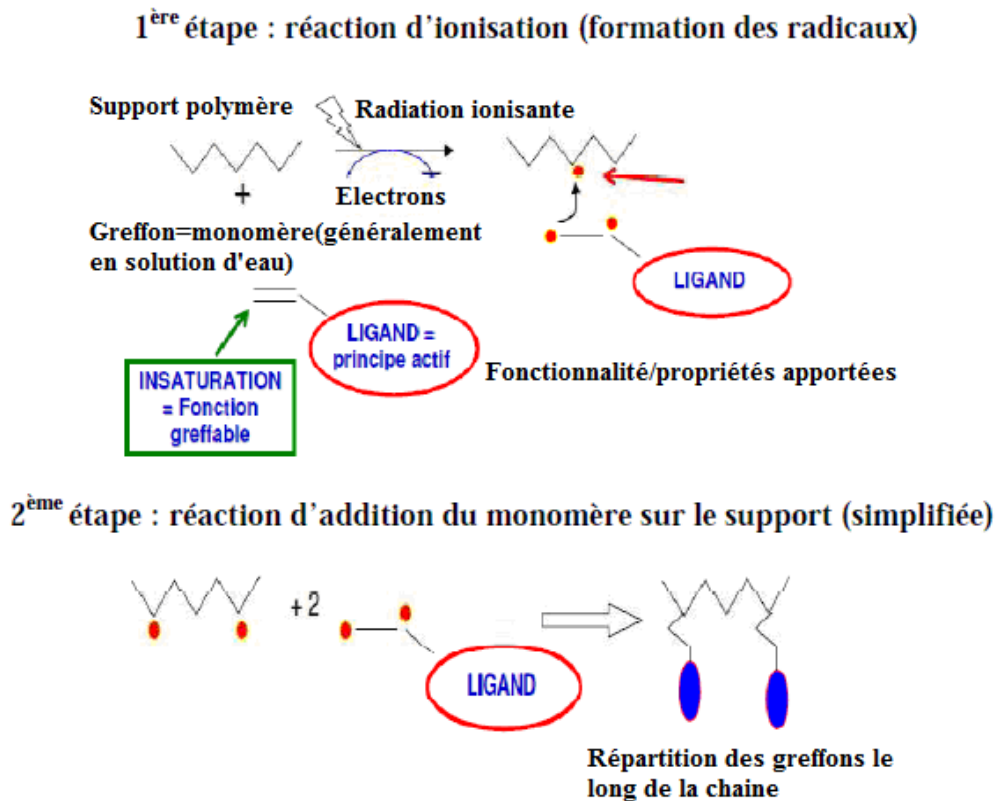 1ère étape : réaction d'ionisation (formation des radicaux)
Support polymère
Radiation ionisante
+
Electrons
Greffon=monomère(généralement
en solution d'eau)
LIGAND
LIGAND =
principe actif
INSATURATION
= Fonction
greffable
Fonctionnalité/propriétés apportées
2ème étape : réaction d'addition du monomère sur le support (simplifiée)
+2
LIGAND
Répartition des greffons le
long de la chaine